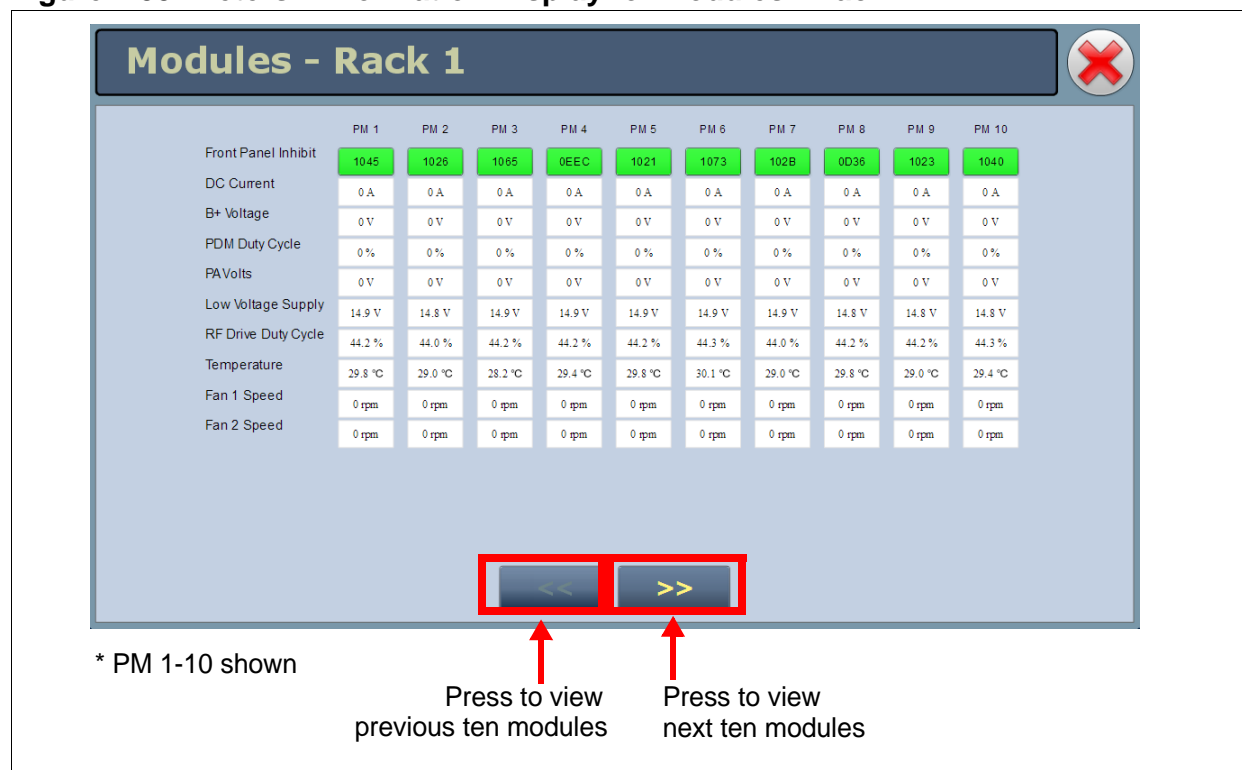 Modules - Rack 1
PM 1 PM 2 PM 3 PM 4 PM 5 PM 6 PM 7 PM 8 PM 9 PM 10
Front Panel Inhibit 1045 1026 1065 0EEC 1021 1073 102B 0D36 1023 1040
DC Current 0 A 0 A 0 A 0 A 0 A 0 A 0 A 0 A 0 A 0 A
B+ Voltage 0 V 0 V 0 V 0 V 0 V 0 V 0 V 0 V 0 V 0 V
PDM Duty Cycle 0 % 0 % 0 % 0 % 0 % 0 % 0 % 0 % 0 % 0 %
PA Volts 0 V 0 V 0 V 0 V 0 V 0 V 0 V 0 V 0 V 0 V
Low Voltage Supply 14.9 V 14.8 V 14.9 V 14.9 V 14.9 V 14.9 V 14.9 V 14.8 V 14.8 V 14.8 V
RF Drive Duty Cycle 44.2 % 44.0 % 44.2 % 44.2 % 44.2 % 44.3 % 44.0 % 44.2 % 44.2 % 44.3 %
Temperature 29.8 °C 29.0 °C 28.2 °C 29.4 °C 29.8 °C 30.1 °C 29.0 °C 29.8 °C 29.0 °C 29.4 °C
Fan 1 Speed 0 rpm 0 rpm 0 rpm 0 rpm 0 rpm 0 rpm 0 rpm 0 rpm 0 rpm 0 rpm
Fan 2 Speed 0 rpm 0 rpm 0 rpm 0 rpm 0 rpm 0 rpm 0 rpm 0 rpm 0 rpm 0 rpm
<< >>
* PM 1-10 shown
Press to view
previous ten modules
Press to view
next ten modules